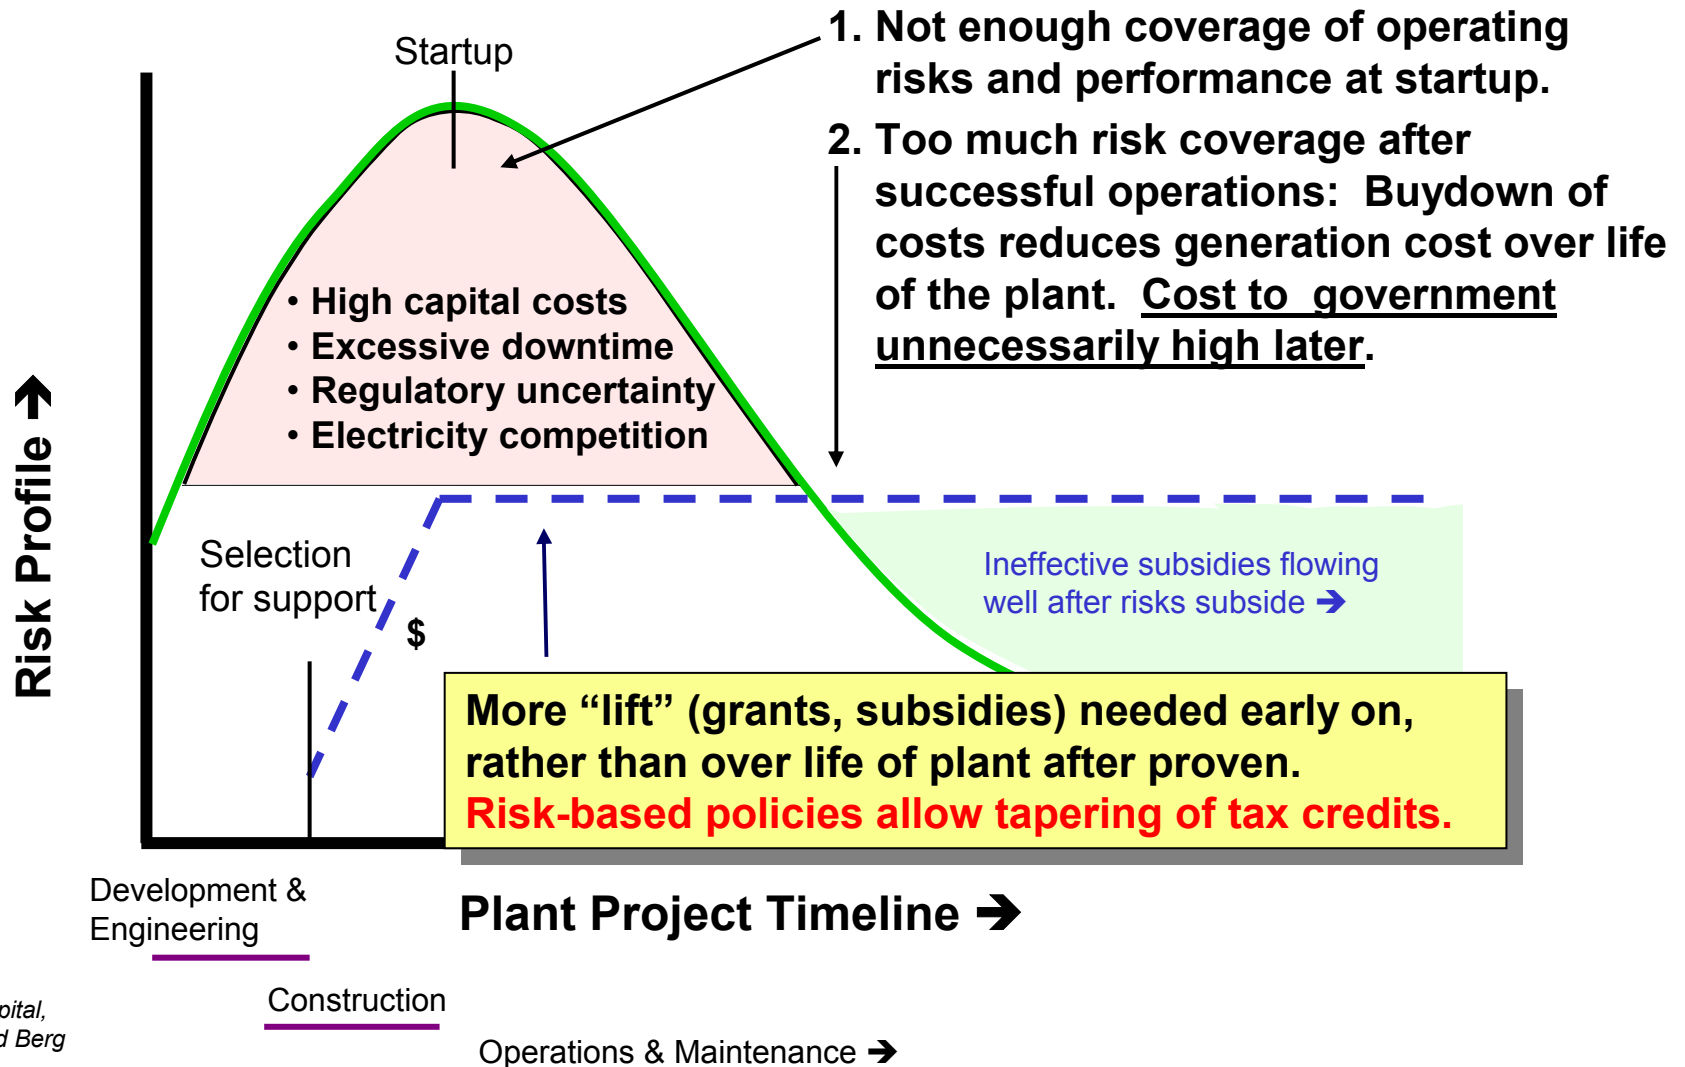 Startup
1. Not enough coverage of operating
risks and performance at startup.
2. Too much risk coverage after
successful operations: Buydown of
costs reduces generation cost over life
of the plant. Cost to government
unnecessarily high later.
• High capital costs
• Excessive downtime
• Regulatory uncertainty
• Electricity competition
Risk Profile ➔
Selection
for support
$
Ineffective subsidies flowing
well after risks subside ➔
More “lift” (grants, subsidies) needed early on,
rather than over life of plant after proven.
Risk-based policies allow tapering of tax credits.
Development &
Engineering
Plant Project Timeline ➔
Construction
Operations & Maintenance ➔
pital,
d Berg